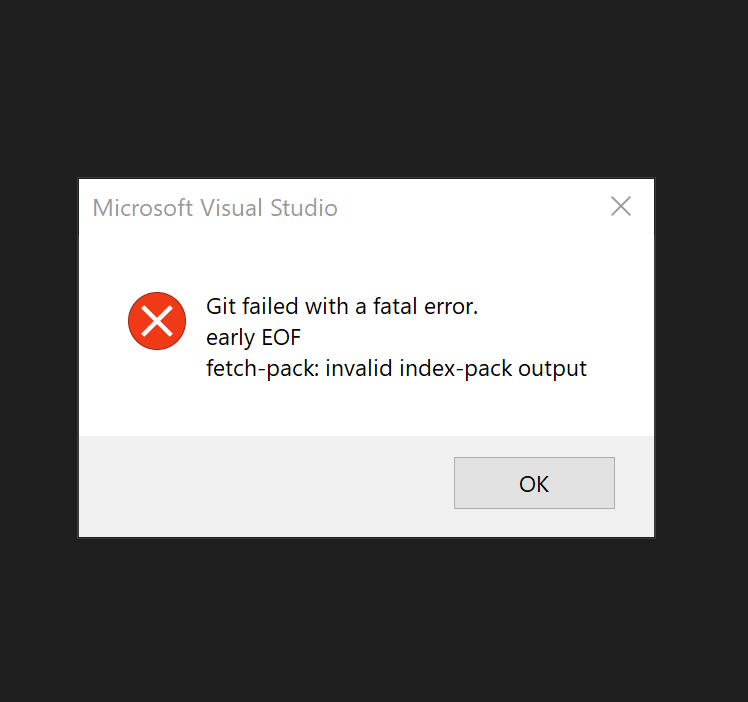 Microsoft Visual Studio
Git failed with a fatal error.
early EOF
fetch-pack: invalid index-pack output
OK